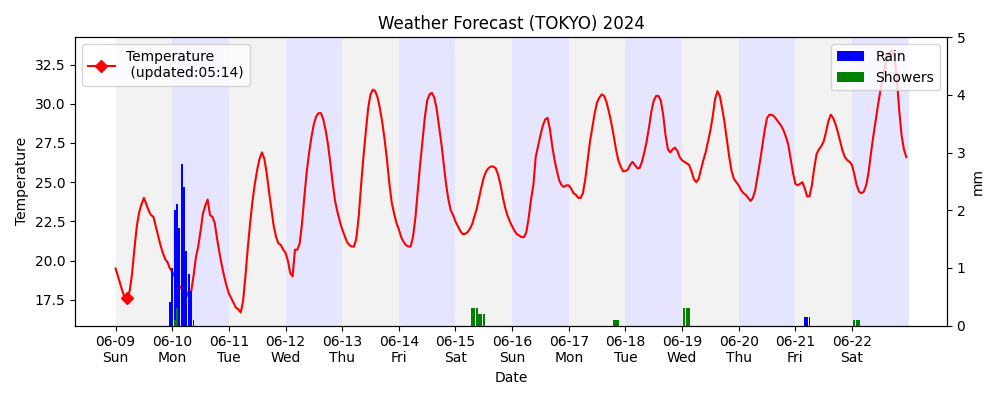 Weather Forecast (TOKYO) 2024
Temperature
(updated:05:14)
Rain
Showers
Temperature
32.5
30.0
27.5
25.0
22.5
20.0
17.5
5
4
3
2
1
0
mm
06-09 06-10 06-11 06-12 06-13 06-14 06-15 06-16 06-17 06-18 06-19 06-20 06-21 06-22
Sun Mon Tue Wed Thu Fri Sat Sun Mon Tue Wed Thu Fri Sat
Date